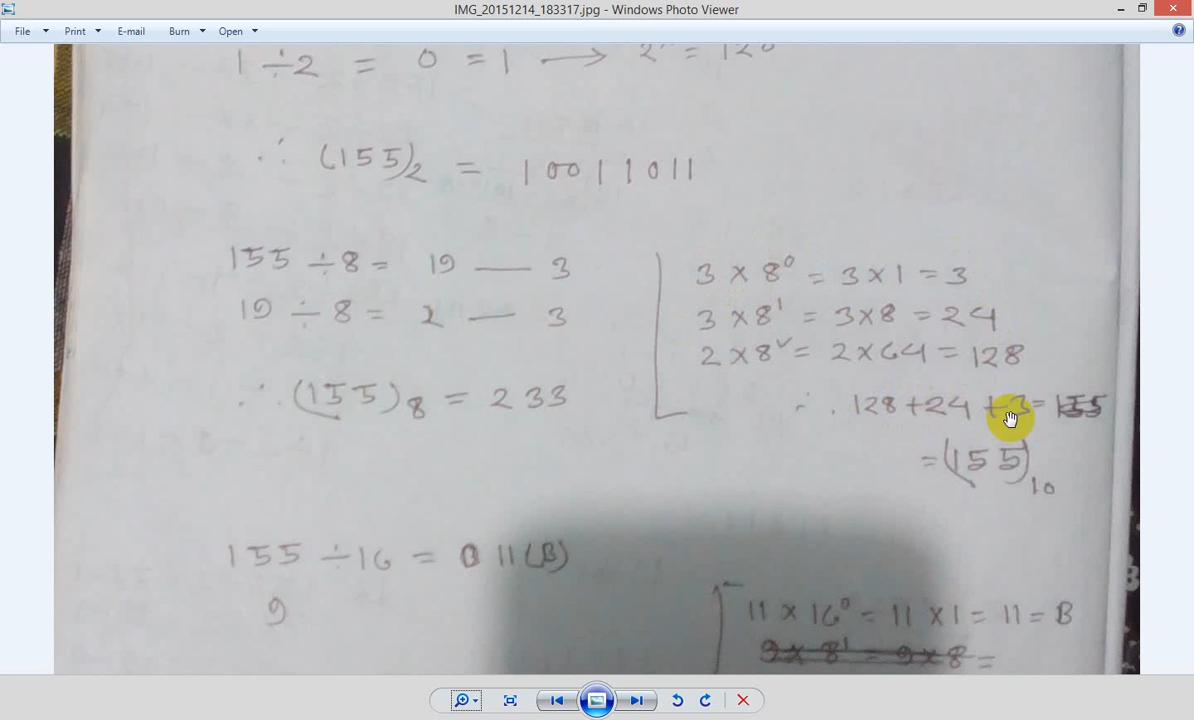 IMG_20151214_183317.jpg - Windows Photo Viewer
File Print E-mail Burn Open
1 ÷ 2 = 0 = 1 →
∴ (155)₂ = 10011011
155 ÷ 8 = 19 — 3
19 ÷ 8 = 2 — 3
∴ (155)₈ = 233
3 × 8⁰ = 3 × 1 = 3
3 × 8¹ = 3 × 8 = 24
2 × 8² = 2 × 64 = 128
∴ 128 + 24 + 3 = 155
= (155)₁₀
155 ÷ 16 = 11 (B)
9
11 × 16⁰ = 11 × 1 = 11 = B
9 × 8¹ = 9 × 8 =